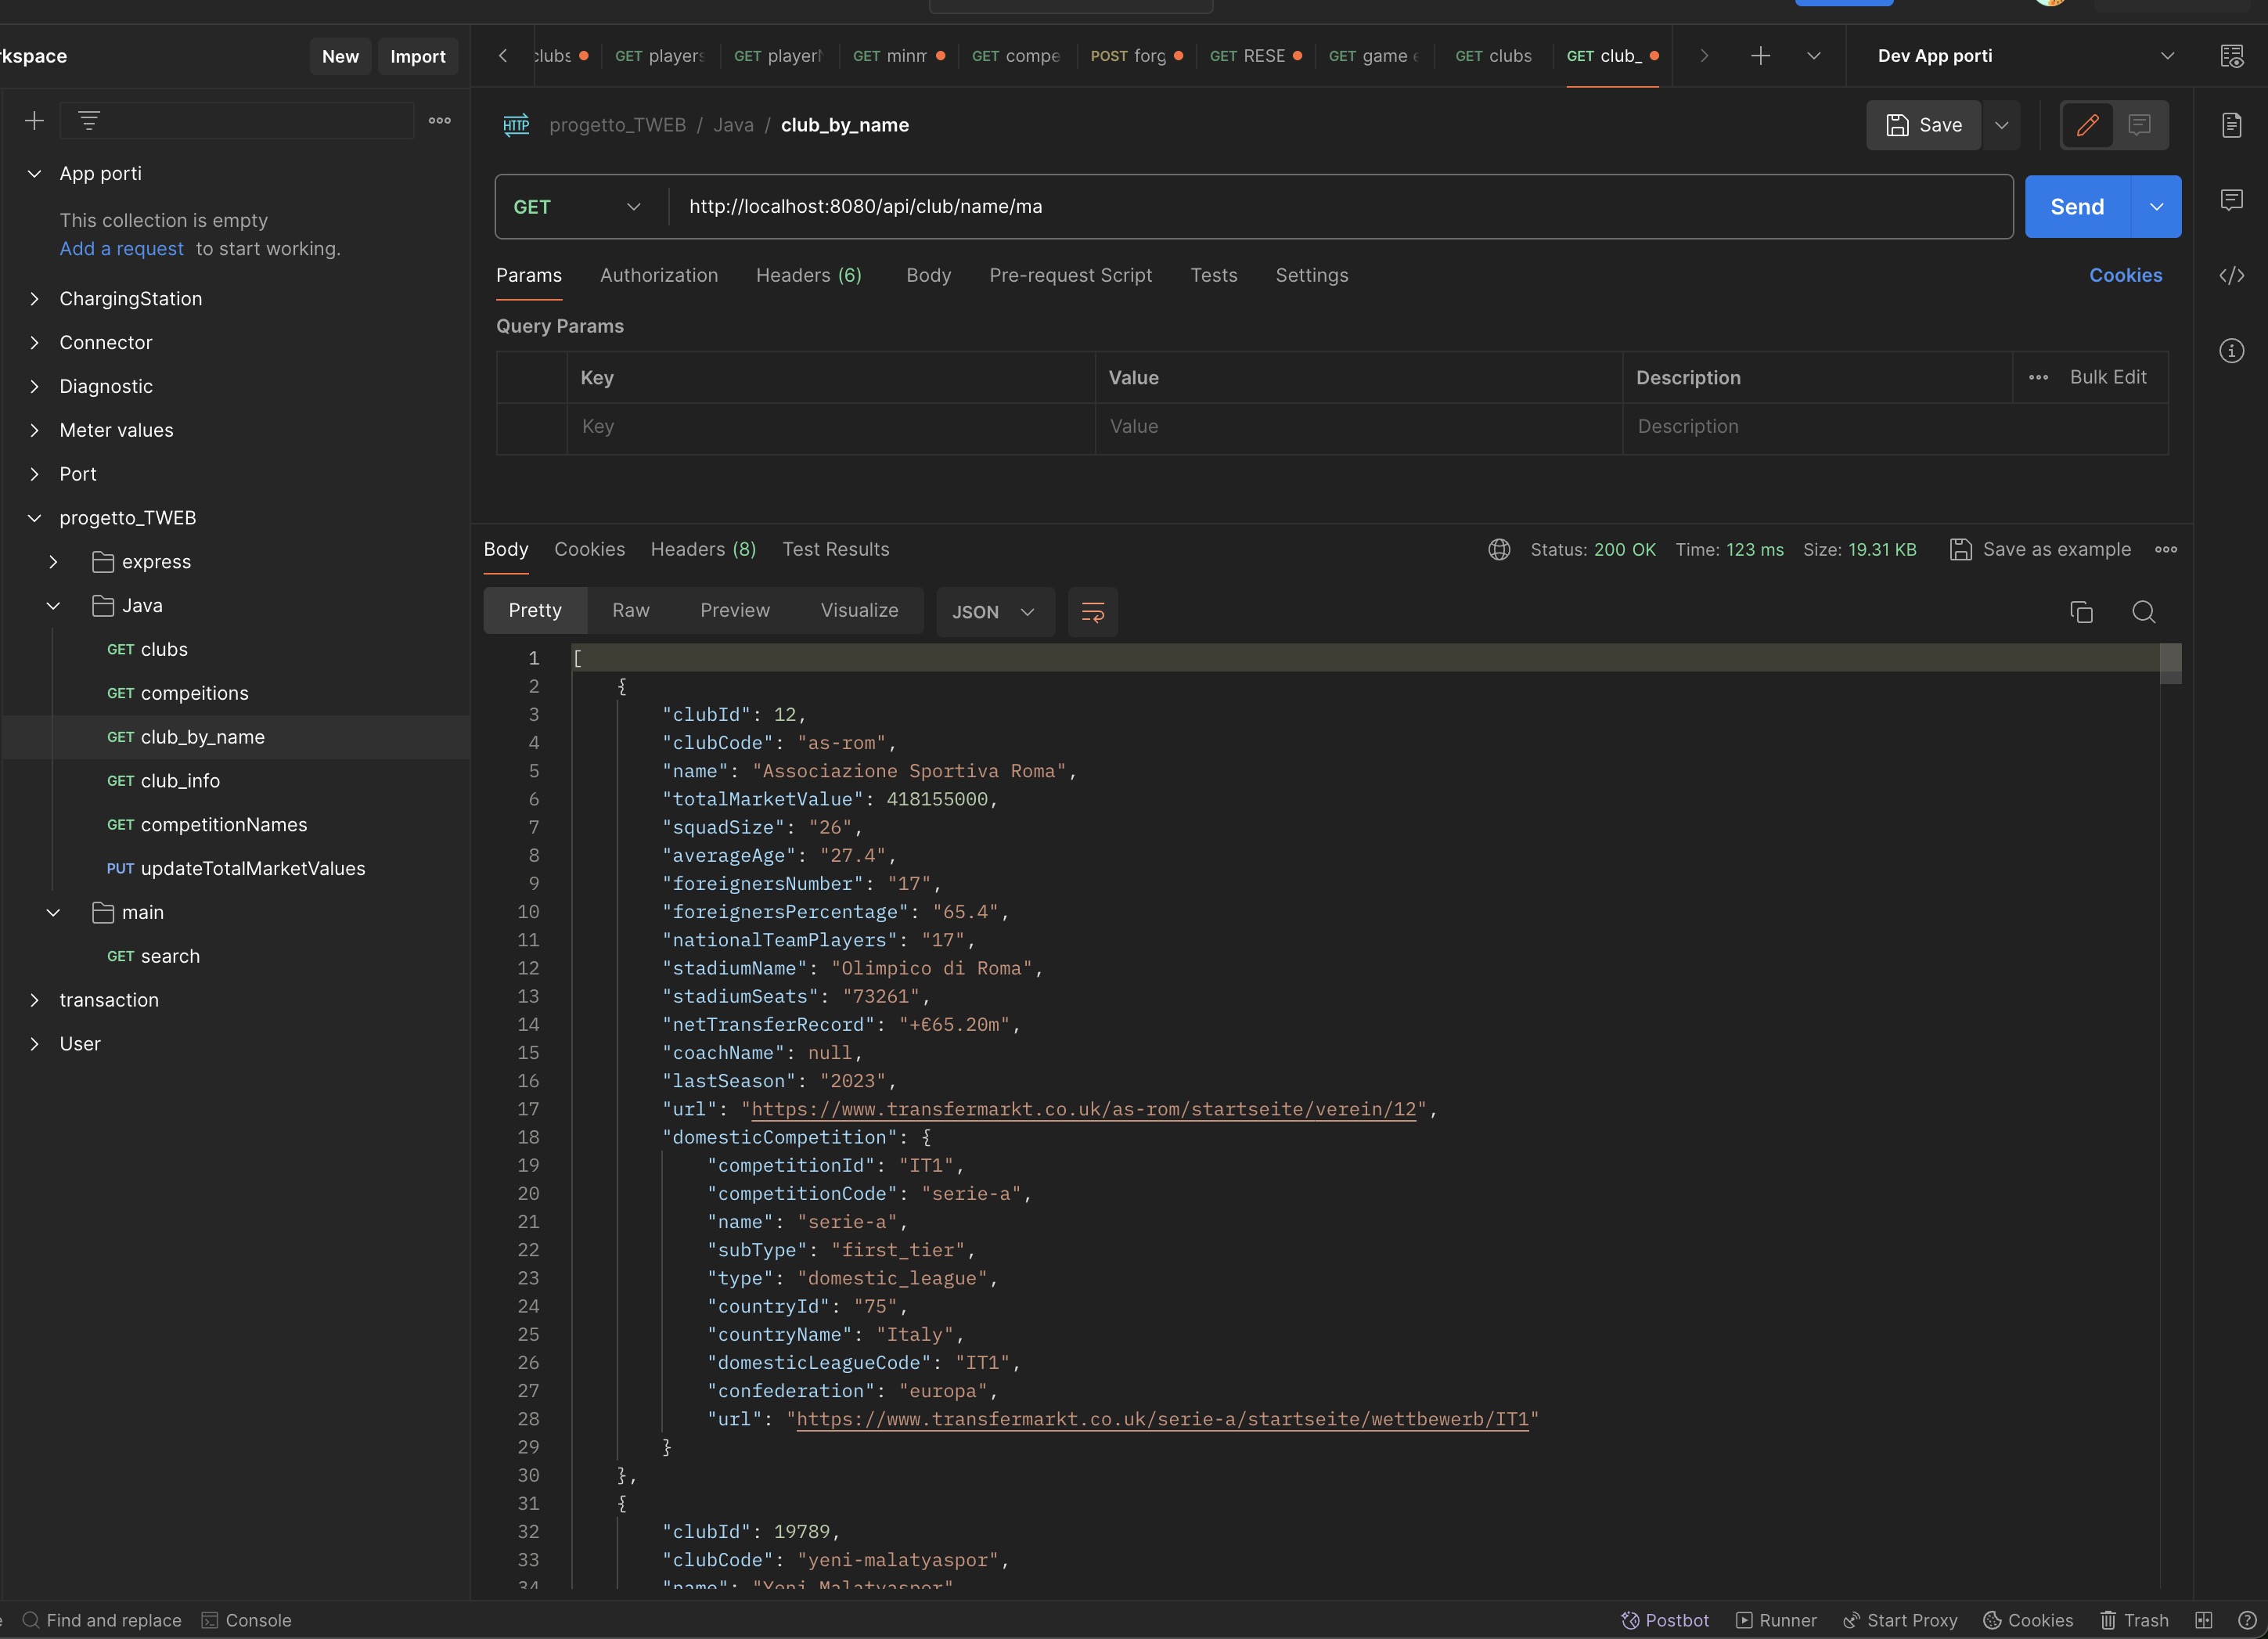 kspace
New
Import
clubs
GET players
GET player
GET minm
GET compe
POST forg
GET RESE
GET game
GET clubs
GET club_
Dev App porti
HTTP
progetto_TWEB / Java / club_by_name
Save
App porti
This collection is empty
Add a request to start working.
ChargingStation
Connector
Diagnostic
Meter values
Port
progetto_TWEB
express
Java
GET clubs
GET compeitions
GET club_by_name
GET club_info
GET competitionNames
PUT updateTotalMarketValues
main
GET search
transaction
User
GET
http://localhost:8080/api/club/name/ma
Send
Params Authorization Headers (6) Body Pre-request Script Tests Settings
Cookies
Query Params
Key Value Description Bulk Edit
Key Value Description
Body Cookies Headers (8) Test Results
Status: 200 OK Time: 123 ms Size: 19.31 KB Save as example
Pretty Raw Preview Visualize JSON
1 [
2 {
3 "clubId": 12,
4 "clubCode": "as-rom",
5 "name": "Associazione Sportiva Roma",
6 "totalMarketValue": 418155000,
7 "squadSize": "26",
8 "averageAge": "27.4",
9 "foreignersNumber": "17",
10 "foreignersPercentage": "65.4",
11 "nationalTeamPlayers": "17",
12 "stadiumName": "Olimpico di Roma",
13 "stadiumSeats": "73261",
14 "netTransferRecord": "+€65.20m",
15 "coachName": null,
16 "lastSeason": "2023",
17 "url": "https://www.transfermarkt.co.uk/as-rom/startseite/verein/12",
18 "domesticCompetition": {
19 "competitionId": "IT1",
20 "competitionCode": "serie-a",
21 "name": "serie-a",
22 "subType": "first_tier",
23 "type": "domestic_league",
24 "countryId": "75",
25 "countryName": "Italy",
26 "domesticLeagueCode": "IT1",
27 "confederation": "europa",
28 "url": "https://www.transfermarkt.co.uk/serie-a/startseite/wettbewerb/IT1"
29 }
30 },
31 {
32 "clubId": 19789,
33 "clubCode": "yeni-malatyaspor",
34 "name": "Yeni Malatyaspor"
Find and replace Console
Postbot Runner Start Proxy Cookies Trash